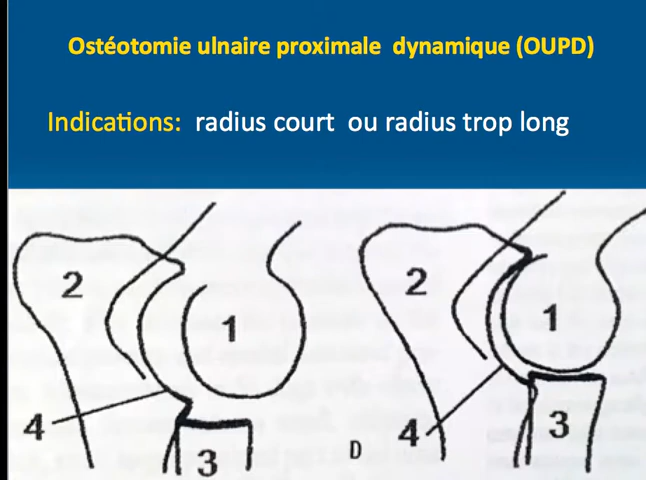 Ostéotomie ulnaire proximale dynamique (OUPD)
Indications: radius court ou radius trop long
2
1
4
3
D
2
1
4
3